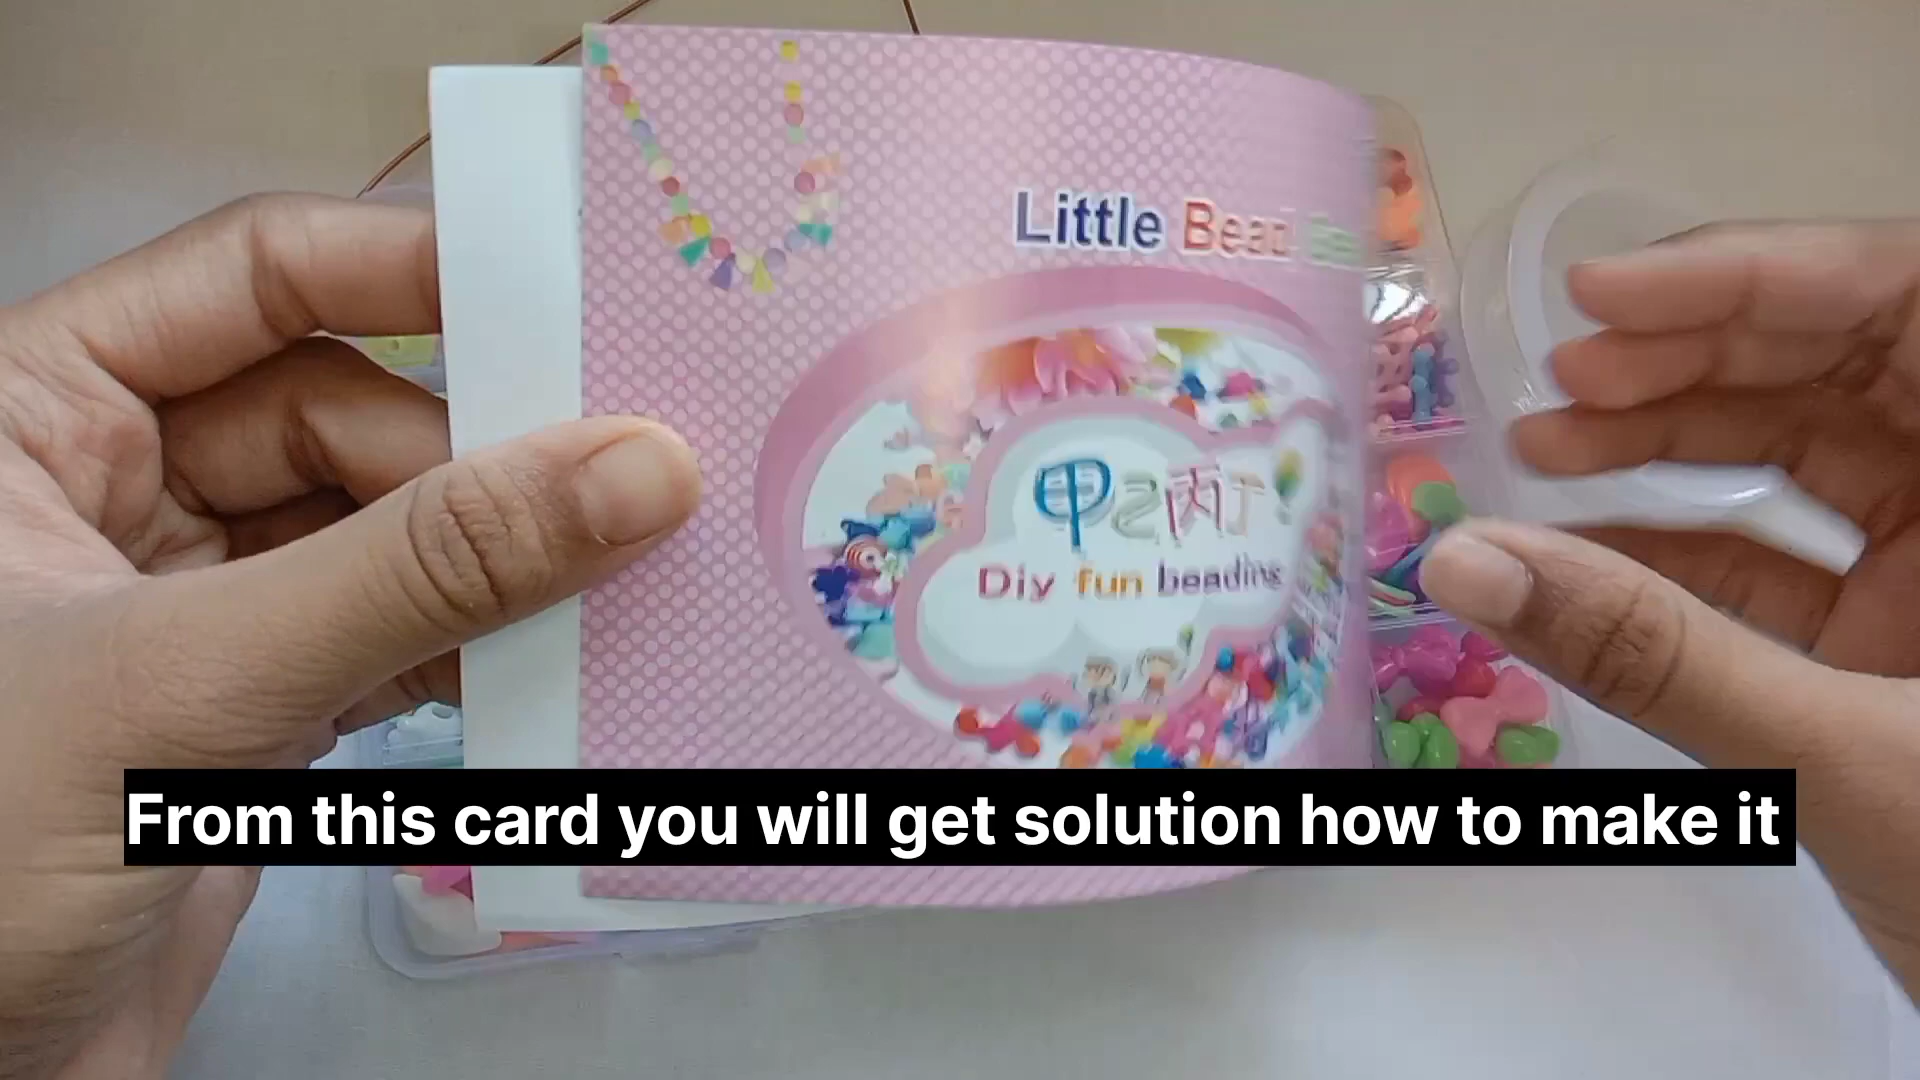 Little Bead
甲乙丙丁
Diy fun beading
From this card you will get solution how to make it